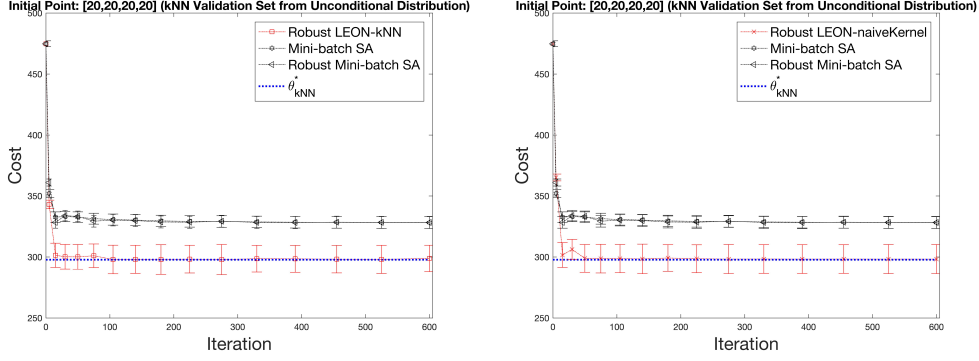 Initial Point: [20,20,20,20] (kNN Validation Set from Unconditional Distribution)
500
450
400
350
300
250
Cost
0
100
200
300
400
500
600
Iteration
Robust LEON-kNN
Mini-batch SA
Robust Mini-batch SA
θ*kNN
Initial Point: [20,20,20,20] (kNN Validation Set from Unconditional Distribution)
500
450
400
350
300
250
Cost
0
100
200
300
400
500
600
Iteration
Robust LEON-naiveKernel
Mini-batch SA
Robust Mini-batch SA
θ*kNN